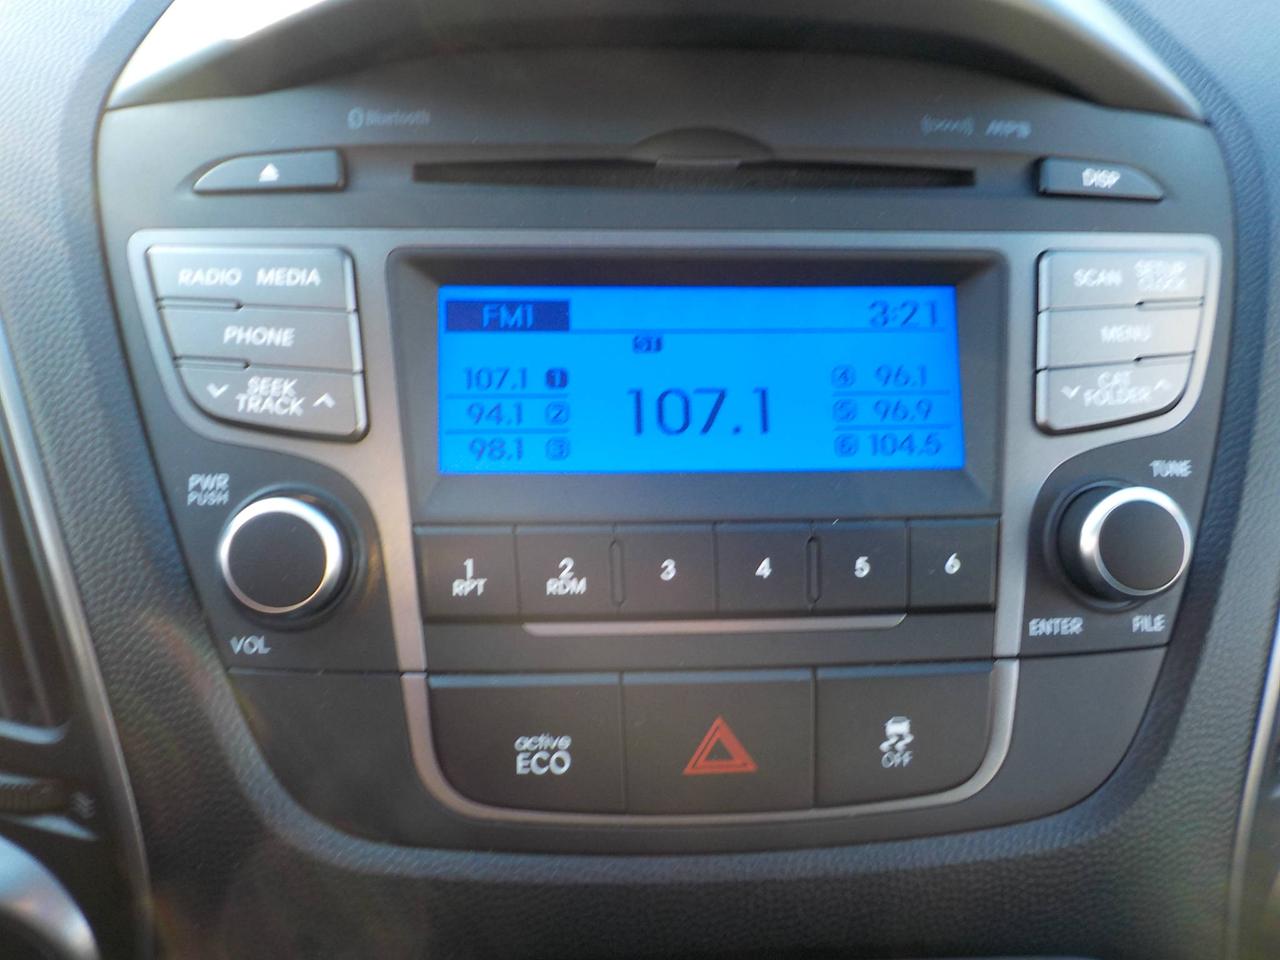 Bluetooth
((XM)) MP3
DISP
RADIO MEDIA
SCAN SETUP CLOCK
PHONE
MENU
SEEK TRACK
CAT FOLDER
FM1 3:21
ST
107.1 1 4 96.1
94.1 2 107.1 5 96.9
98.1 3 6 104.5
PWR PUSH
TUNE
VOL
ENTER FILE
1 RPT
2 RDM
3
4
5
6
active ECO
OFF